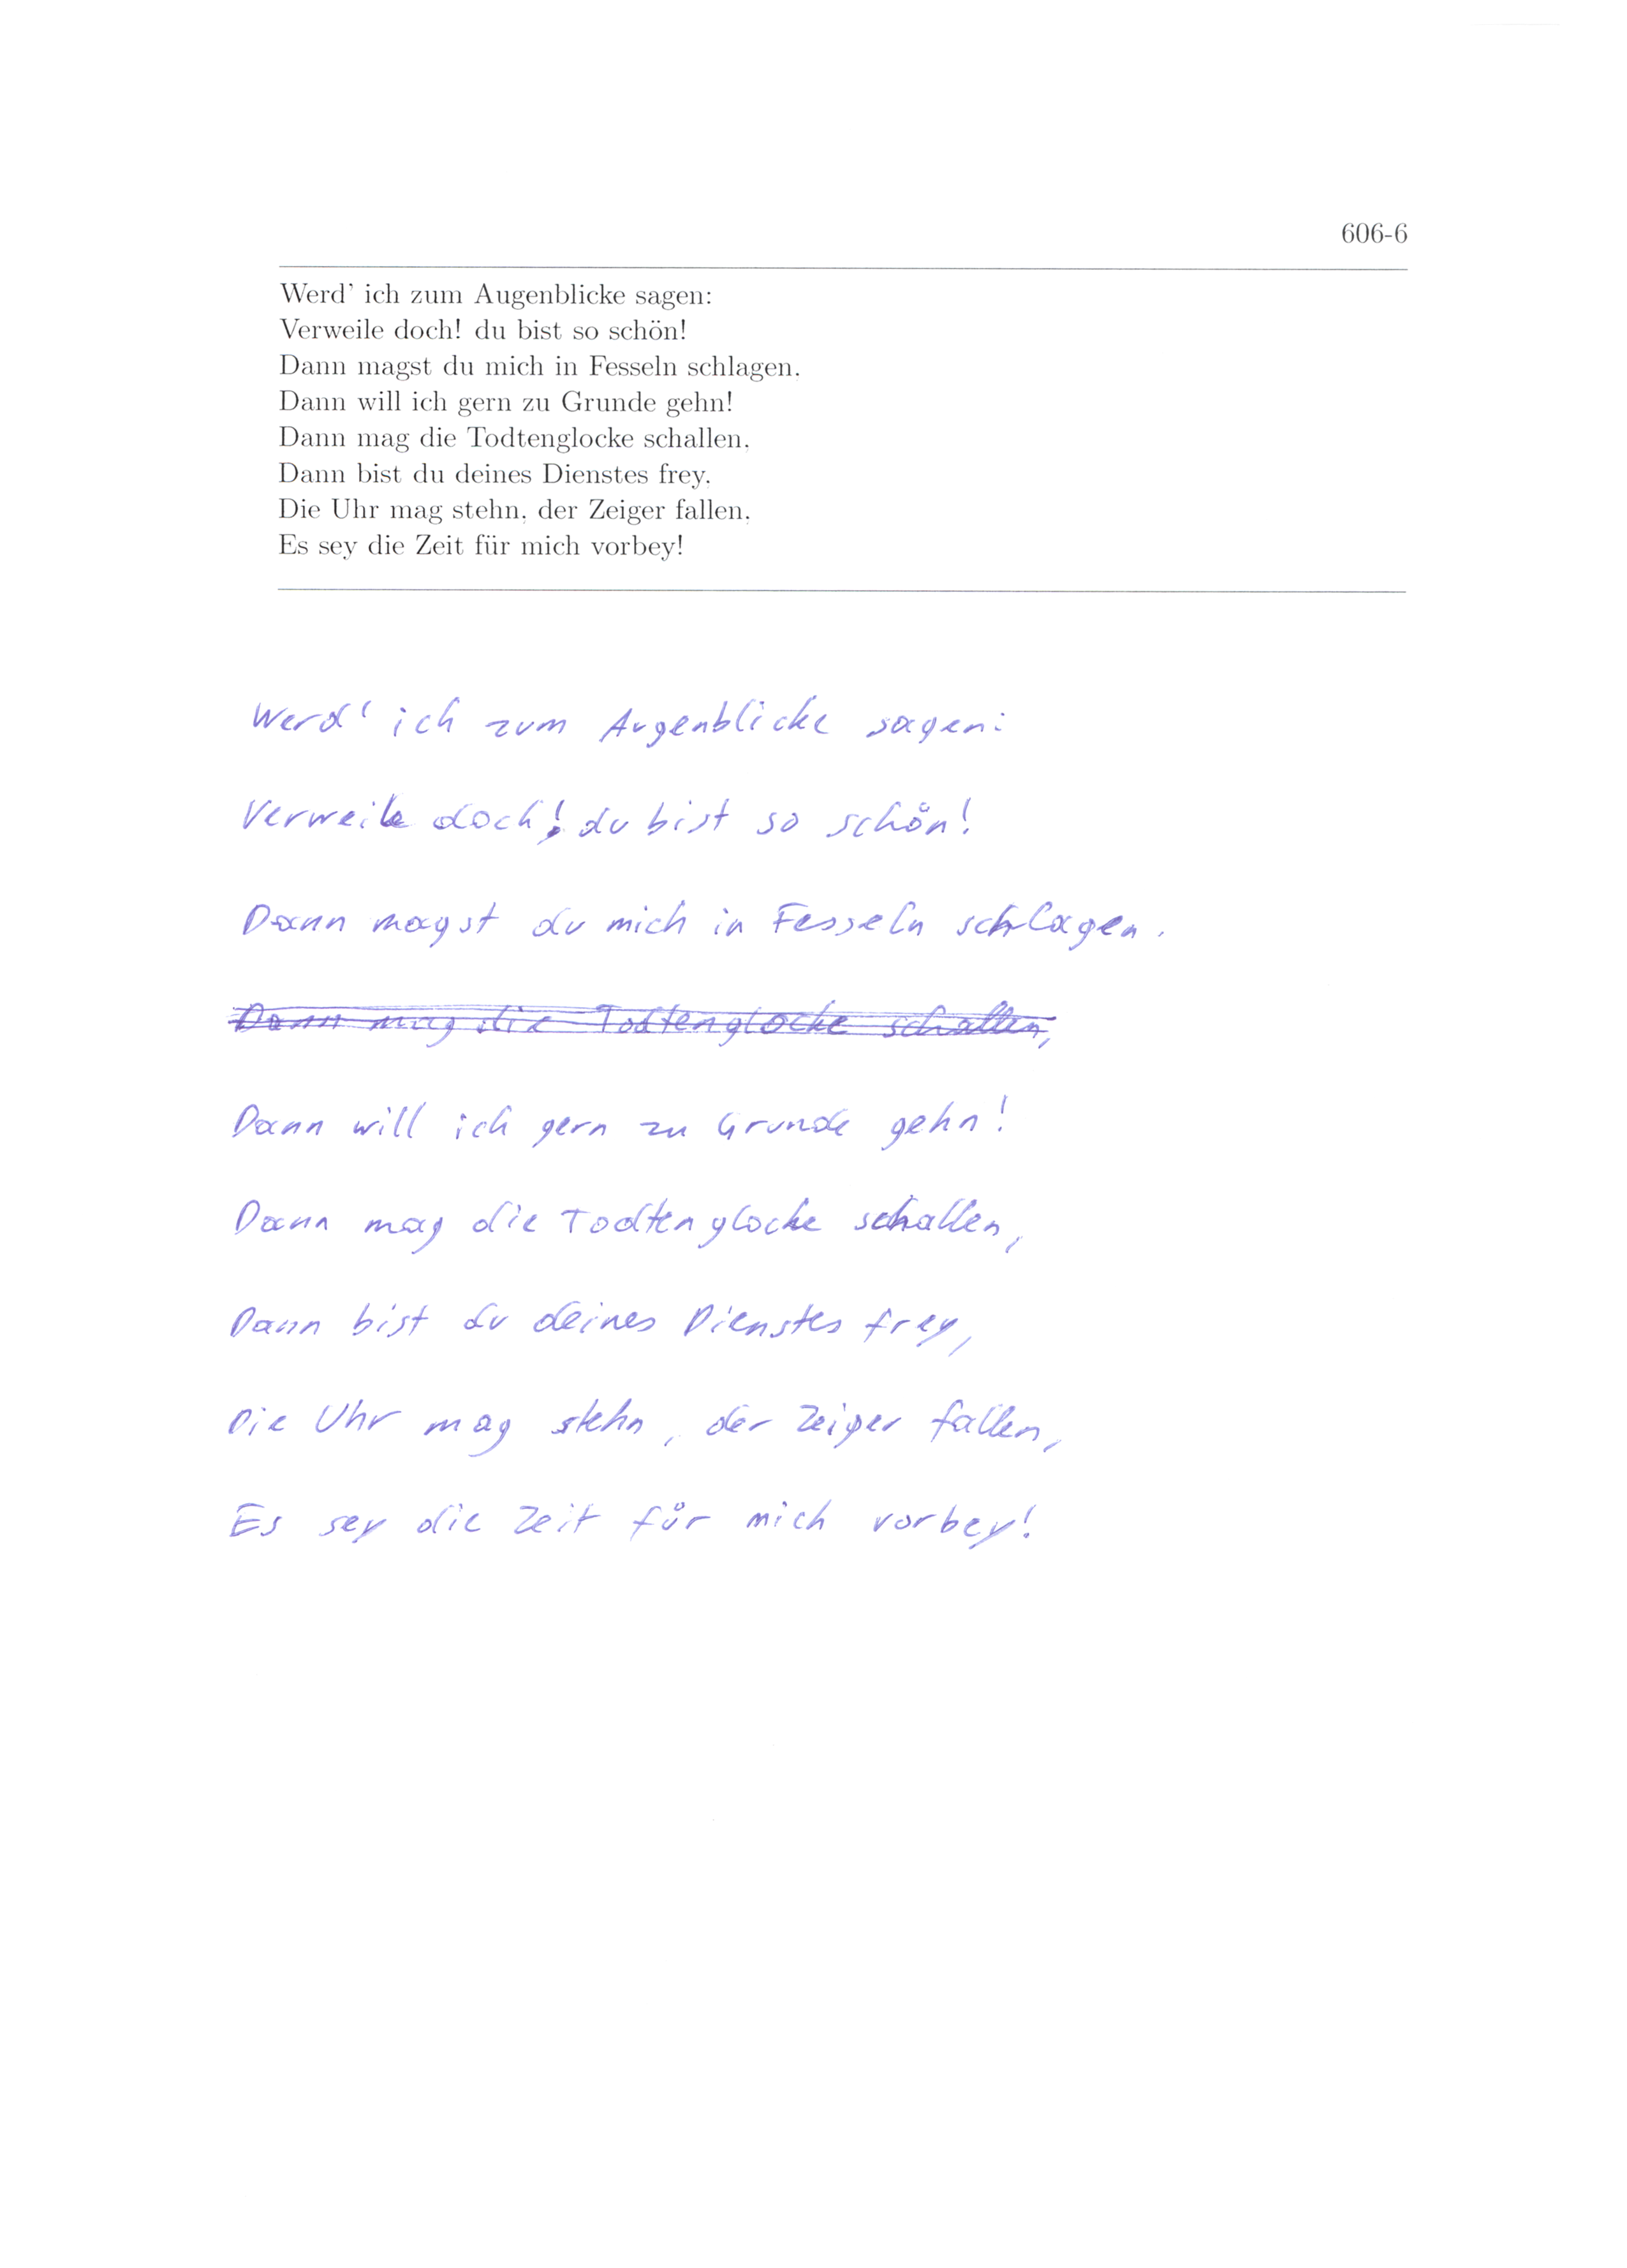 606-6
Werd' ich zum Augenblicke sagen:
Verweile doch! du bist so schön!
Dann magst du mich in Fesseln schlagen.
Dann will ich gern zu Grunde gehn!
Dann mag die Todtenglocke schallen,
Dann bist du deines Dienstes frey.
Die Uhr mag stehn, der Zeiger fallen,
Es sey die Zeit für mich vorbey!
Werd' ich zum Augenblicke sagen:
Verweile doch! du bist so schön!
Dann magst du mich in Fesseln schlagen.
Dann mag die Todtenglocke schallen,
Dann will ich gern zu Grunde gehn!
Dann mag die Todtenglocke schallen,
Dann bist du deines Dienstes frey,
Die Uhr mag stehn, der Zeiger fallen,
Es sey die Zeit für mich vorbey!